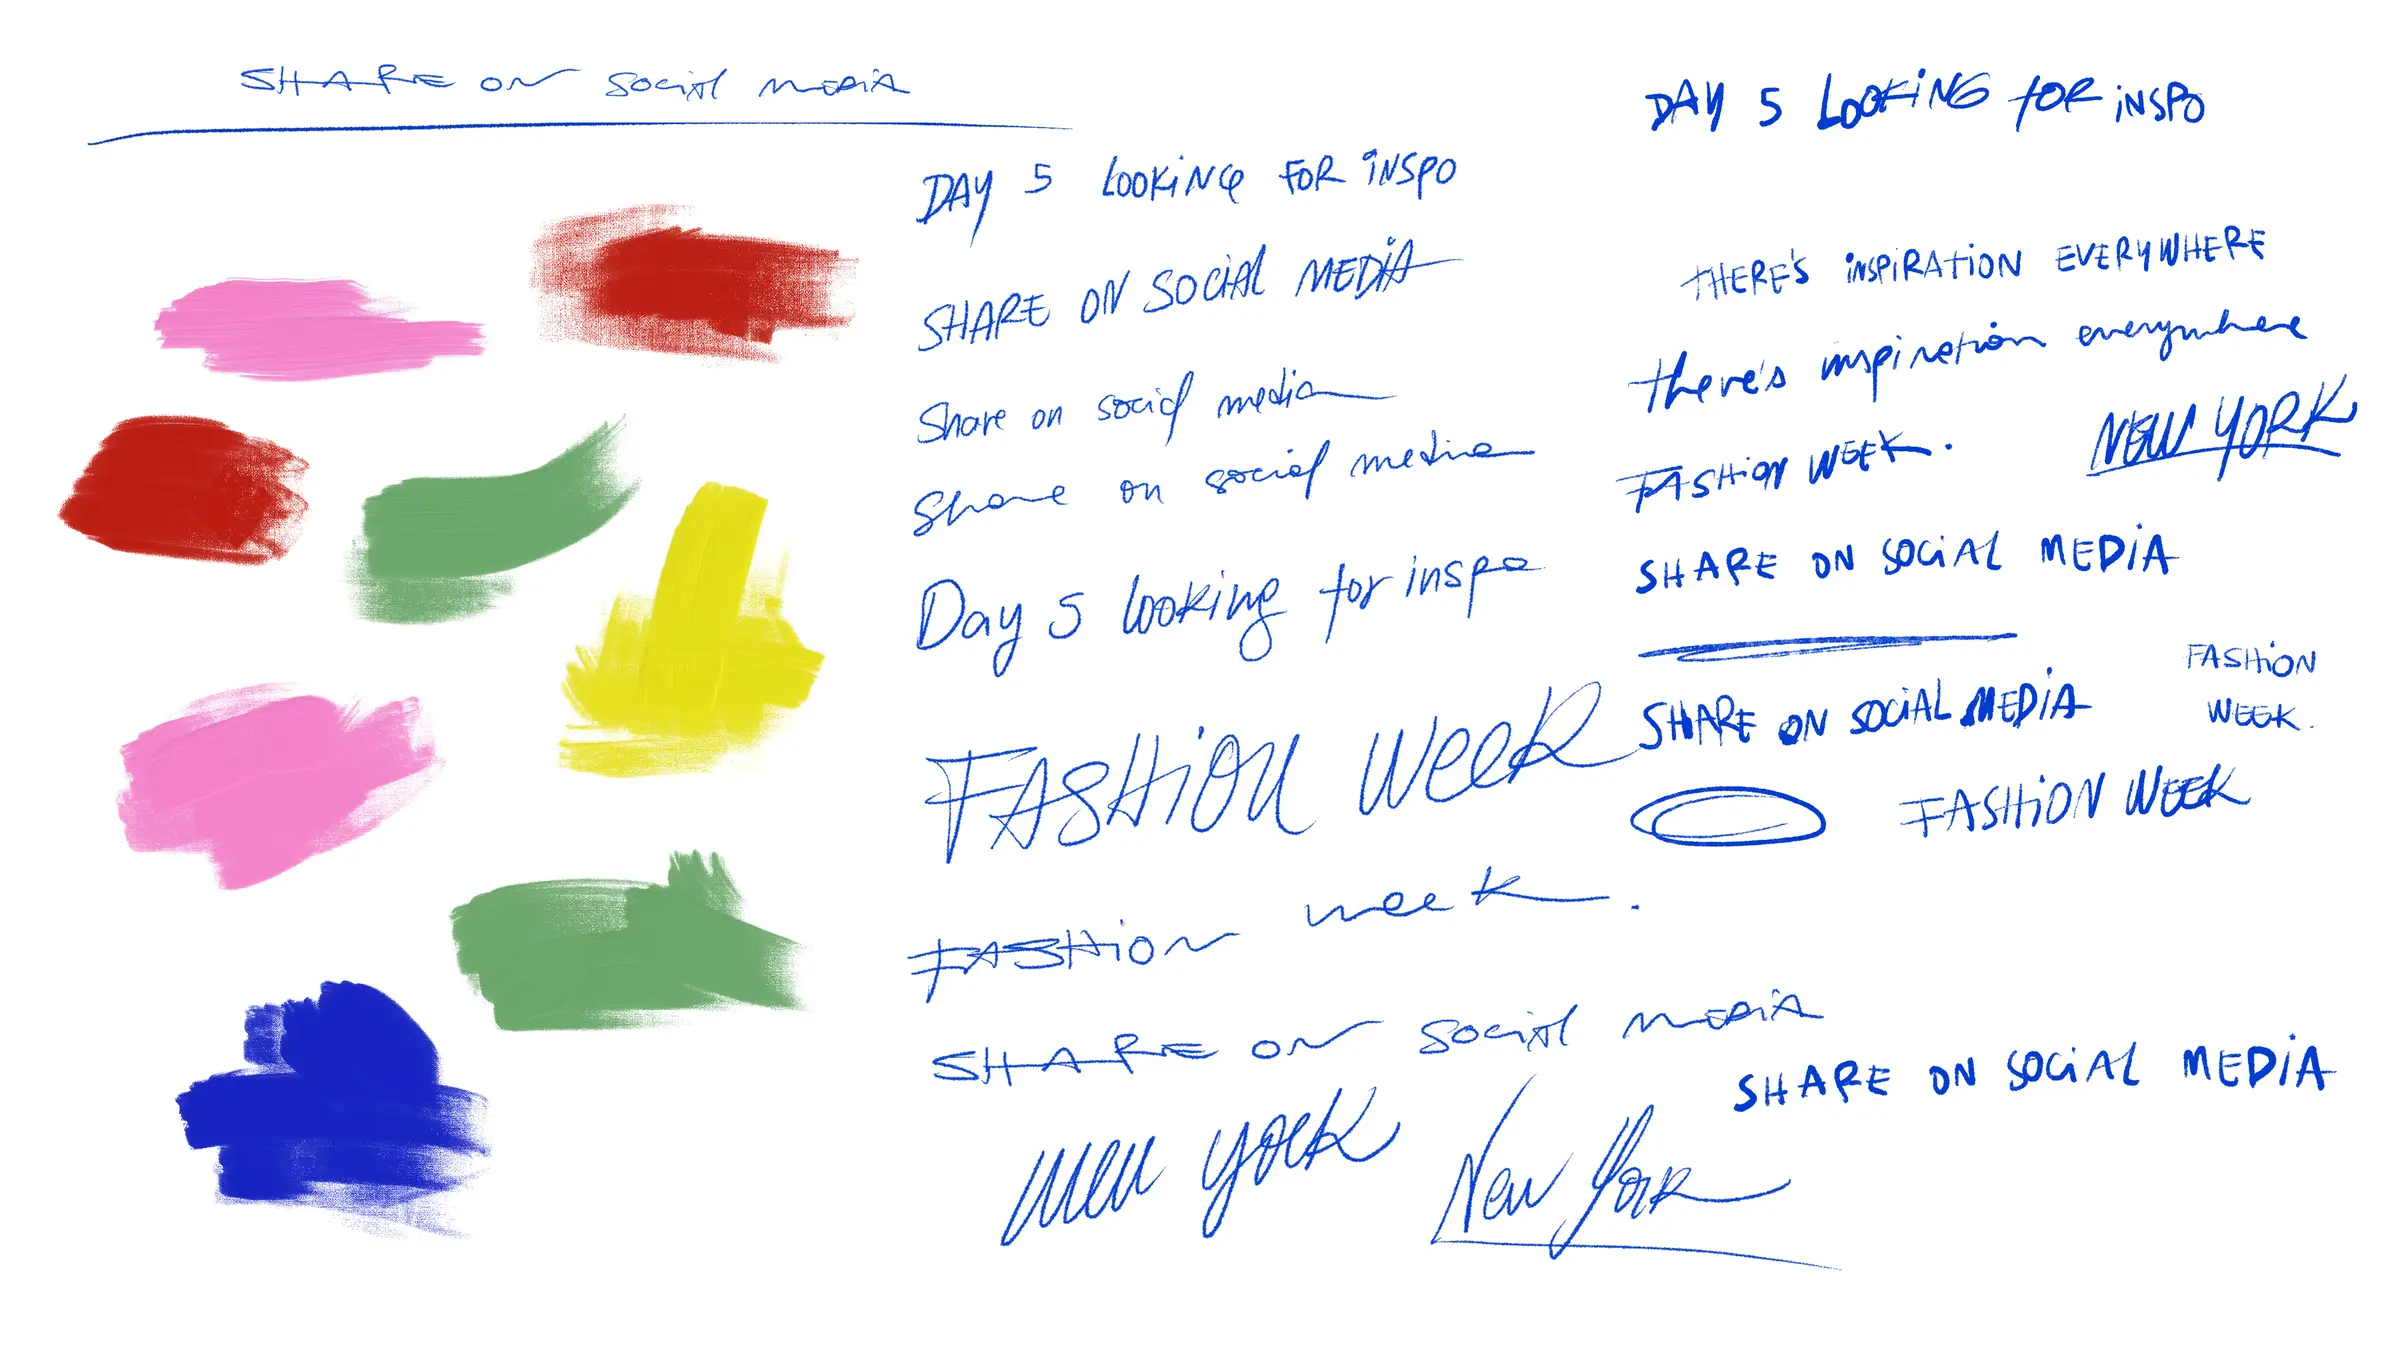 SHARE ON SOCIAL MEDIA
DAY 5 LOOKING FOR INSPO
SHARE ON SOCIAL MEDIA
Share on social media
Share on social media
Day 5 looking for inspo
FASHION WEEK
FASHION week.
SHARE ON SOCIAL MEDIA
New York
New York
DAY 5 LOOKING FOR INSPO
THERE'S INSPIRATION EVERYWHERE
there's inspiration everywhere
NEW YORK
FASHION WEEK.
SHARE ON SOCIAL MEDIA
SHARE ON SOCIAL MEDIA
FASHION
WEEK.
FASHION WEEK
SHARE ON SOCIAL MEDIA